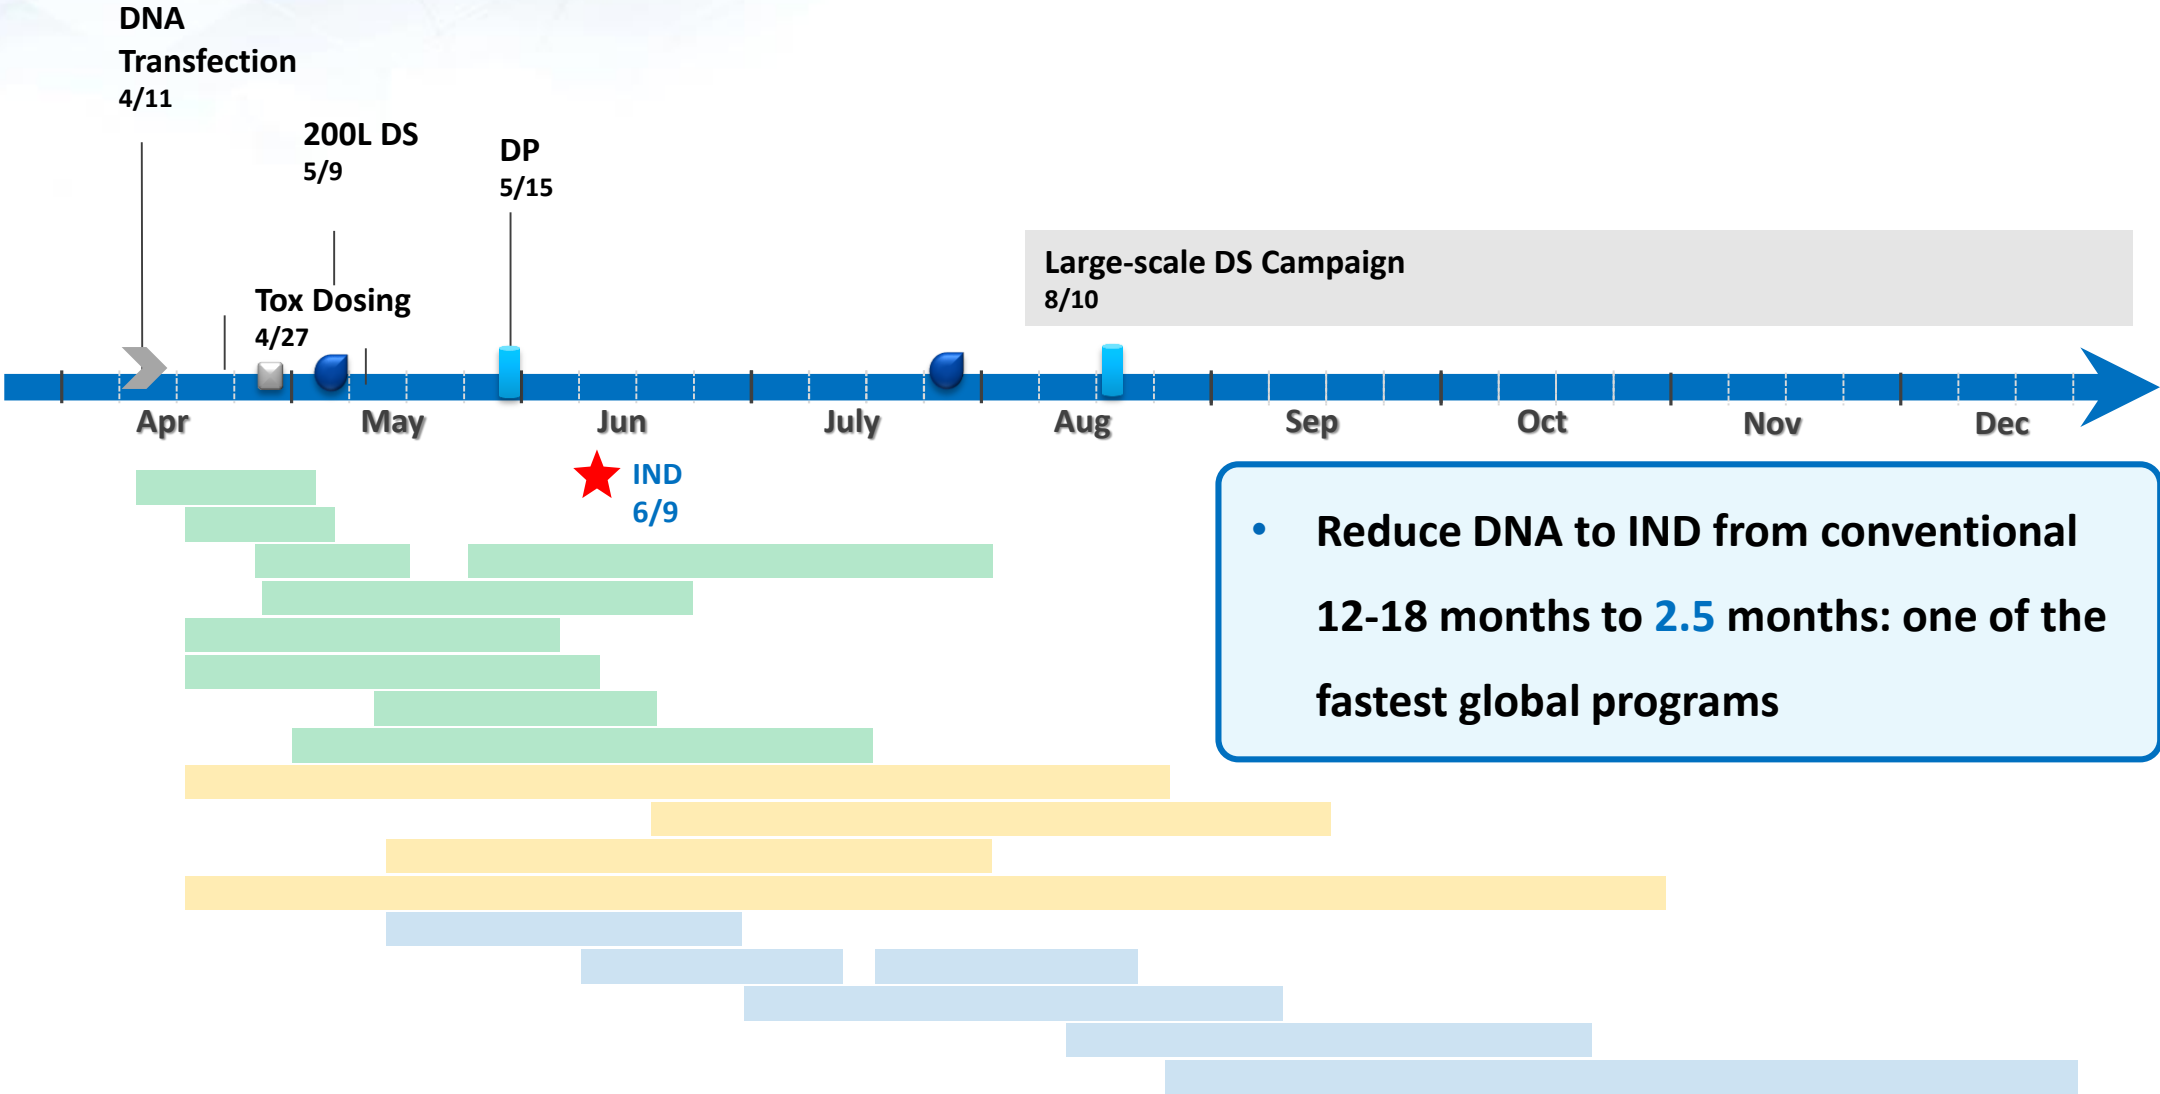 DNA
Transfection
4/11
200L DS
5/9
DP
5/15
Tox Dosing
4/27
Large-scale DS Campaign
8/10
Apr
May
Jun
July
Aug
Sep
Oct
Nov
Dec
IND
6/9
• Reduce DNA to IND from conventional
12-18 months to 2.5 months: one of the
fastest global programs